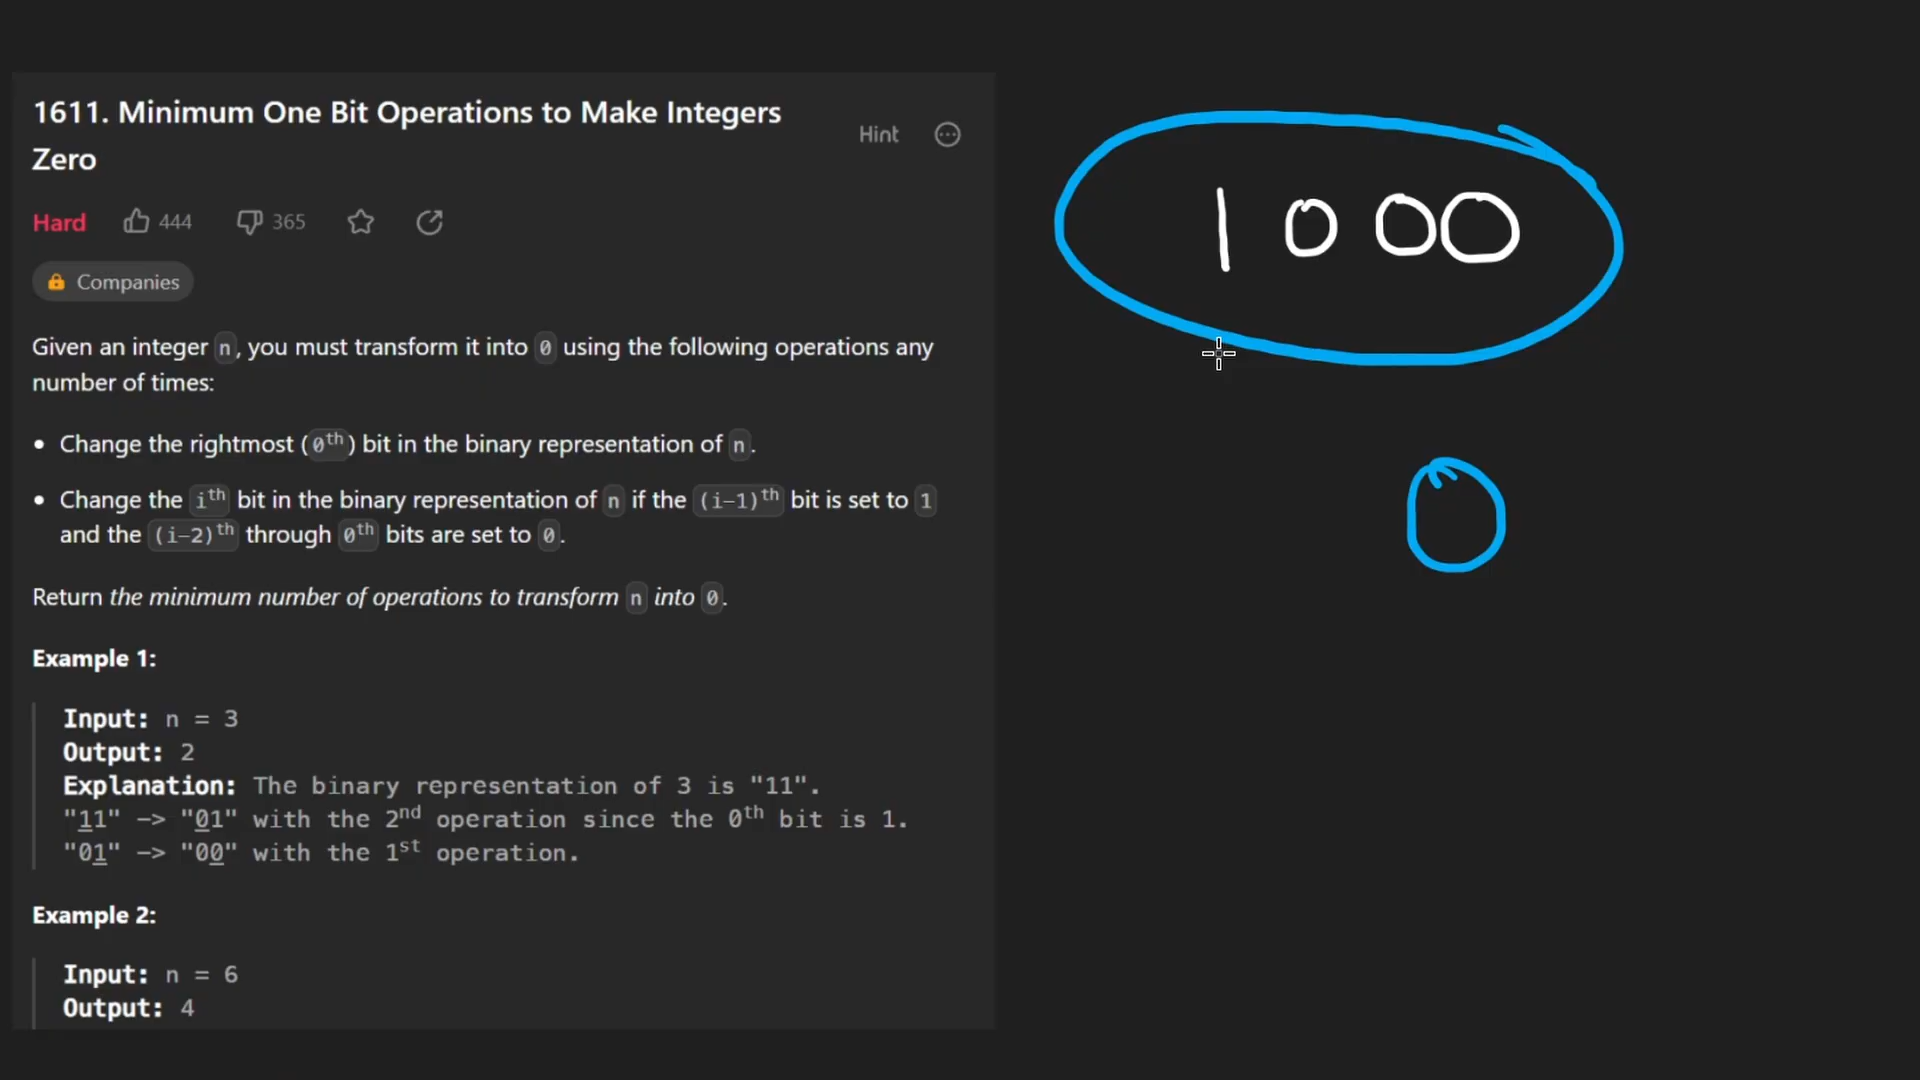 1611. Minimum One Bit Operations to Make Integers
Zero
Hint
Hard 444 365
Companies
Given an integer n, you must transform it into 0 using the following operations any
number of times:
• Change the rightmost (0th) bit in the binary representation of n.
• Change the ith bit in the binary representation of n if the (i-1)th bit is set to 1
and the (i-2)th through 0th bits are set to 0.
Return the minimum number of operations to transform n into 0.
Example 1:
Input: n = 3
Output: 2
Explanation: The binary representation of 3 is "11".
"11" -> "01" with the 2nd operation since the 0th bit is 1.
"01" -> "00" with the 1st operation.
Example 2:
Input: n = 6
Output: 4
1 0 0 0
0